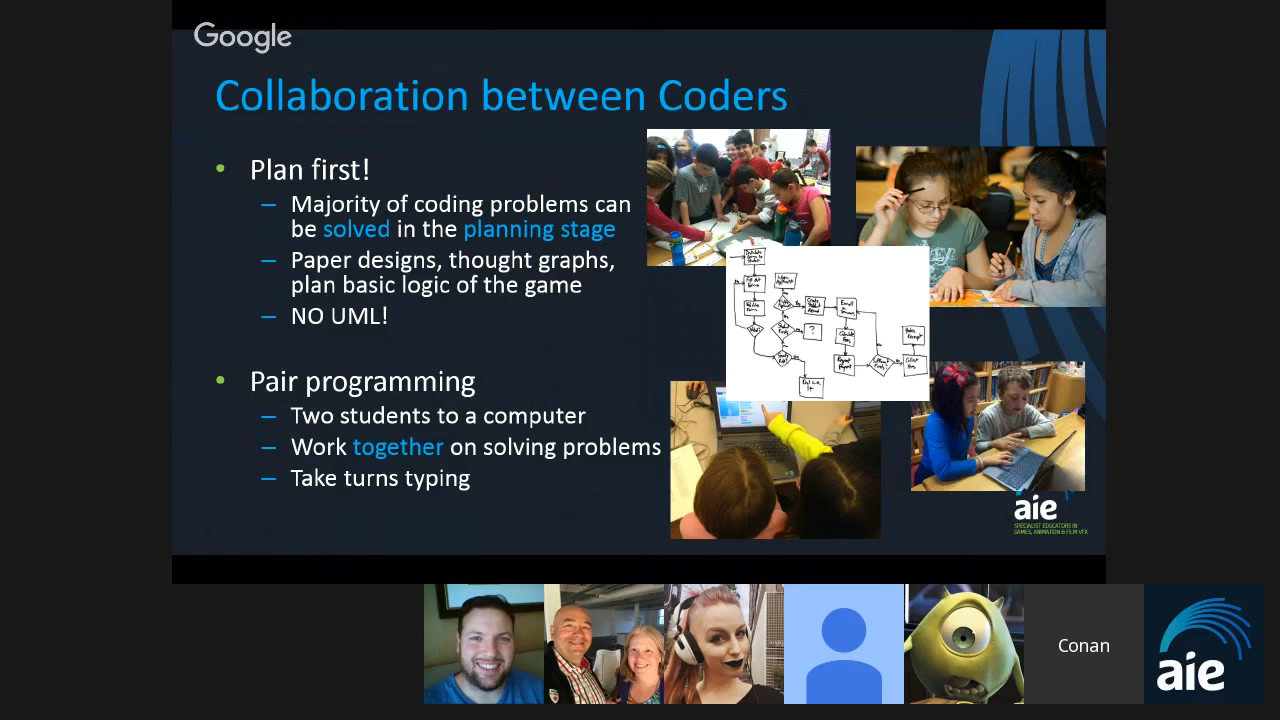 Google
Collaboration between Coders
• Plan first!
– Majority of coding problems can
be solved in the planning stage
– Paper designs, thought graphs,
plan basic logic of the game
– NO UML!
• Pair programming
– Two students to a computer
– Work together on solving problems
– Take turns typing
?
aie
SPECIALIST EDUCATORS IN
GAMES, ANIMATION & FILM VFX
Conan
aie